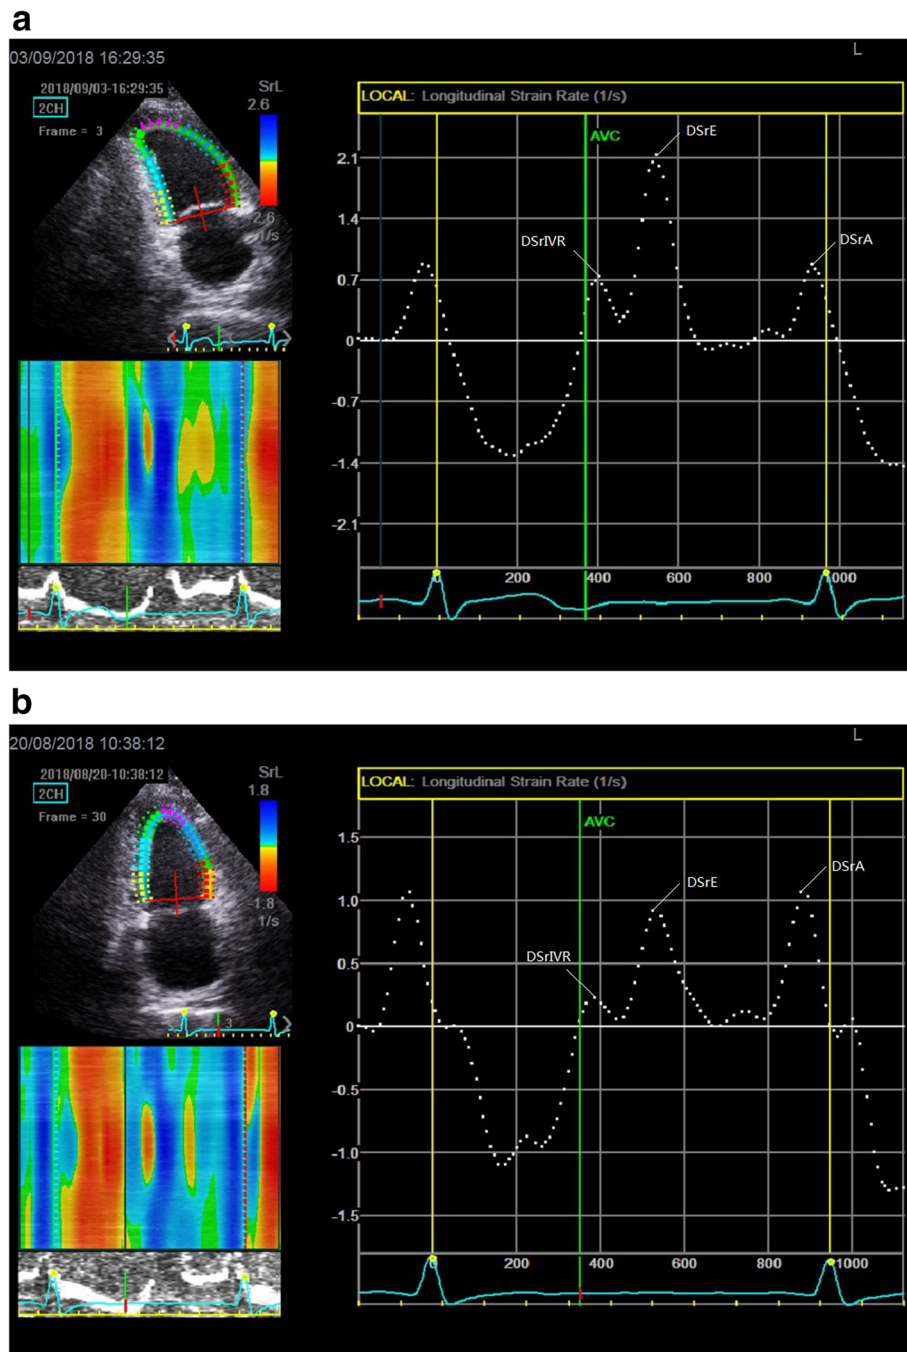 a
03/09/2018 16:29:35
L
2018/09/03-16:29:35
2CH
Frame = 3
SrL
2.6
-2.6
1/s
LOCAL: Longitudinal Strain Rate (1/s)
AVC
DSrE
DSrIVR
DSrA
2.1
1.4
0.7
0
-0.7
-1.4
-2.1
0 200 400 600 800 1000
b
20/08/2018 10:38:12
L
2018/08/20-10:38:12
2CH
Frame = 30
SrL
1.8
-1.8
1/s
3
LOCAL: Longitudinal Strain Rate (1/s)
AVC
DSrE
DSrA
DSrIVR
1.5
1.0
0.5
0
-0.5
-1.0
-1.5
0 200 400 600 800 1000